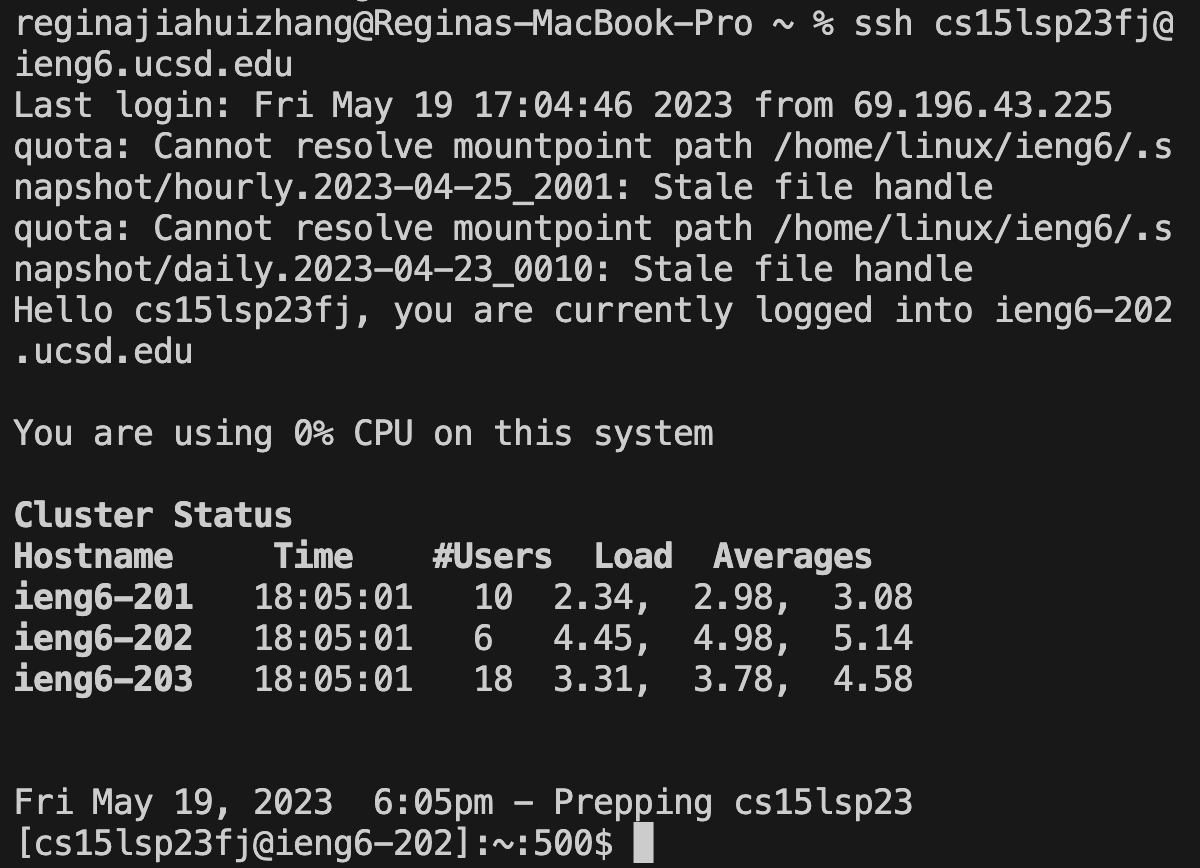 reginajiahuizhang@Reginas-MacBook-Pro ~ % ssh cs15lsp23fj@
ieng6.ucsd.edu
Last login: Fri May 19 17:04:46 2023 from 69.196.43.225
quota: Cannot resolve mountpoint path /home/linux/ieng6/.s
napshot/hourly.2023-04-25_2001: Stale file handle
quota: Cannot resolve mountpoint path /home/linux/ieng6/.s
napshot/daily.2023-04-23_0010: Stale file handle
Hello cs15lsp23fj, you are currently logged into ieng6-202
.ucsd.edu

You are using 0% CPU on this system

Cluster Status
Hostname     Time    #Users  Load  Averages
ieng6-201   18:05:01   10  2.34,  2.98,  3.08
ieng6-202   18:05:01   6   4.45,  4.98,  5.14
ieng6-203   18:05:01   18  3.31,  3.78,  4.58

Fri May 19, 2023  6:05pm - Prepping cs15lsp23
[cs15lsp23fj@ieng6-202]:~:500$